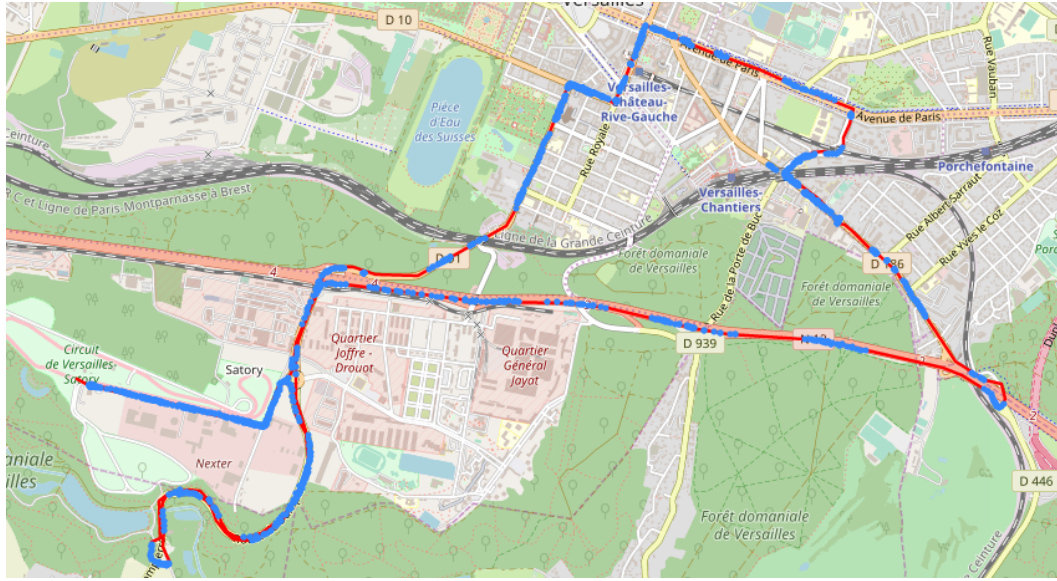 Versailles
D 10
Avenue de Paris
Rue Vauban
Versailles-
Château-
Rive-Gauche
Pièce
d'Eau
des Suisses
Avenue de Paris
Ceinture
Rue Royale
Porchefontaine
R C et Ligne de Paris-Montparnasse à Brest
Versailles-
Chantiers
Rue Albert Sarraut
Ligne de la Grande Ceinture
Rue de la Porte de Buc
Rue Yves le Coz
Forêt domaniale
de Versailles
D 186
4
4
Forêt domaniale
de Versailles
Circuit
de Versailles-
Satory
Satory
Quartier
Joffre -
Drouot
Quartier
Général
Jayat
D 939
N 12
2
2
Nexter
D 446
Forêt domaniale
de Versailles
Ceinture